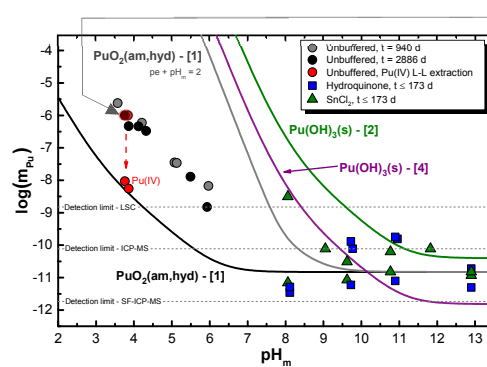 PuO2(am,hyd) - [1]
pe + pHm = 2
Unbuffered, t = 940 d
Unbuffered, t = 2886 d
Unbuffered, Pu(IV) L-L extraction
Hydroquinone, t ≤ 173 d
SnCl2, t ≤ 173 d
Pu(OH)3(s) - [2]
Pu(OH)3(s) - [4]
Pu(IV)
Detection limit - LSC
Detection limit - ICP-MS
PuO2(am,hyd) - [1]
Detection limit - SF-ICP-MS
log(mPu)
-3
-4
-5
-6
-7
-8
-9
-10
-11
-12
-13
2 3 4 5 6 7 8 9 10 11 12 13
pHm